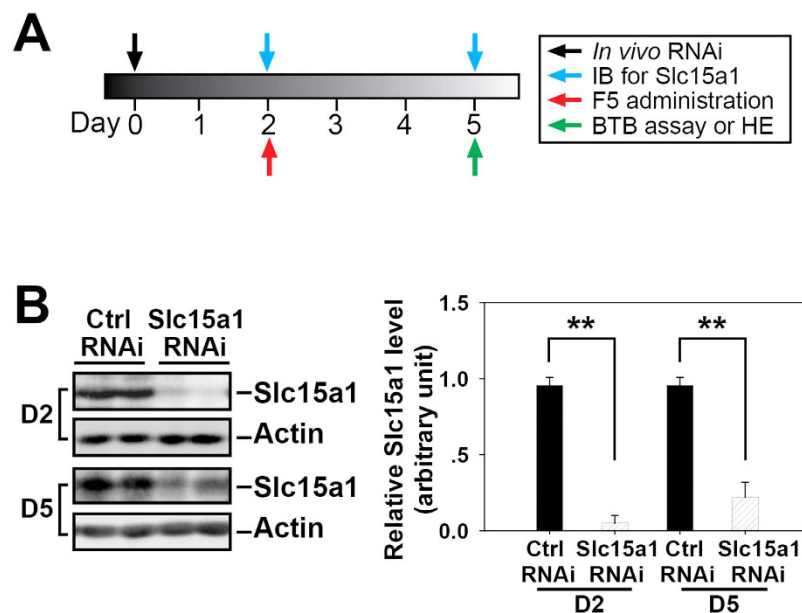 A
In vivo RNAi
IB for Slc15a1
F5 administration
BTB assay or HE
Day 0 1 2 3 4 5
B
Ctrl RNAi
Slc15a1 RNAi
D2
–Slc15a1
–Actin
D5
–Slc15a1
–Actin
Relative Slc15a1 level
(arbitrary unit)
1.5
1.0
.5
0.0
** **
Ctrl RNAi
Slc15a1 RNAi
Ctrl RNAi
Slc15a1 RNAi
D2 D5